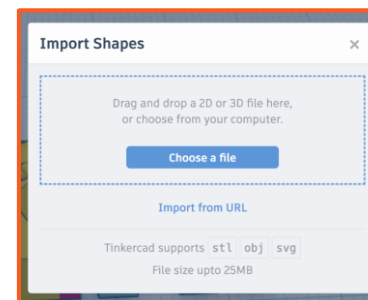 Import Shapes ×
Drag and drop a 2D or 3D file here,
or choose from your computer.
Choose a file
Import from URL
Tinkercad supports stl obj svg
File size upto 25MB